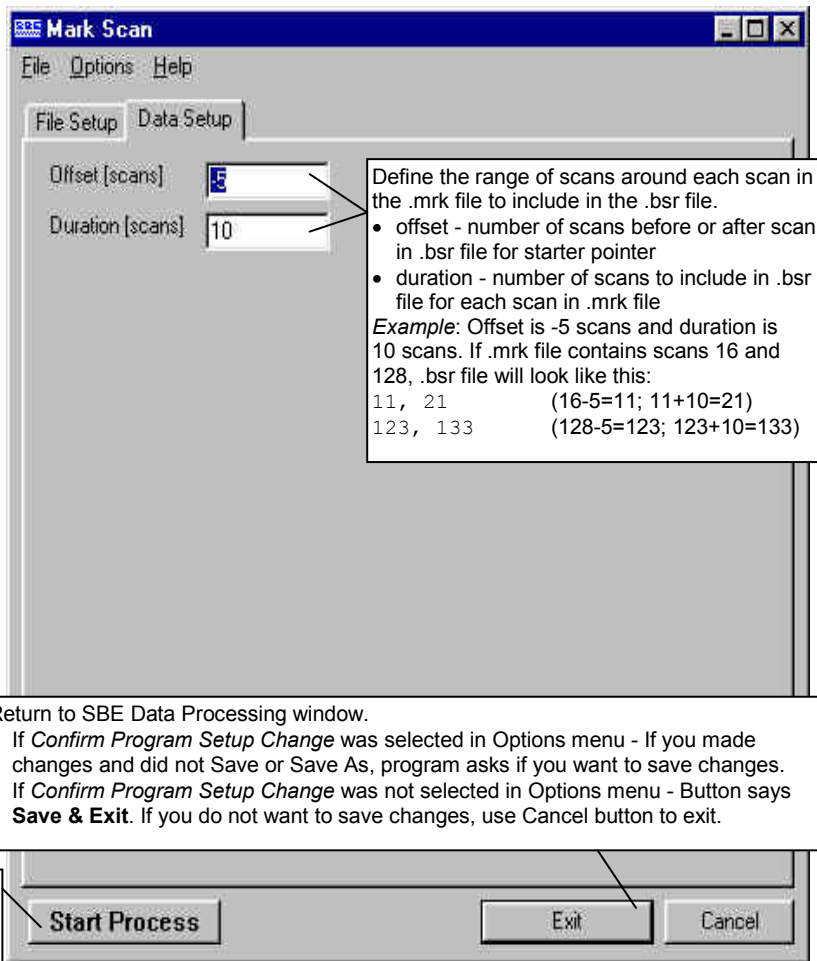 SBE Mark Scan
File Options Help
File Setup Data Setup
Offset [scans] -5
Duration [scans] 10
Define the range of scans around each scan in
the .mrk file to include in the .bsr file.
• offset - number of scans before or after scan
in .bsr file for starter pointer
• duration - number of scans to include in .bsr
file for each scan in .mrk file
Example: Offset is -5 scans and duration is
10 scans. If .mrk file contains scans 16 and
128, .bsr file will look like this:
11, 21 (16-5=11; 11+10=21)
123, 133 (128-5=123; 123+10=133)
Return to SBE Data Processing window.
If Confirm Program Setup Change was selected in Options menu - If you made
changes and did not Save or Save As, program asks if you want to save changes.
If Confirm Program Setup Change was not selected in Options menu - Button says
Save & Exit. If you do not want to save changes, use Cancel button to exit.
Start Process Exit Cancel